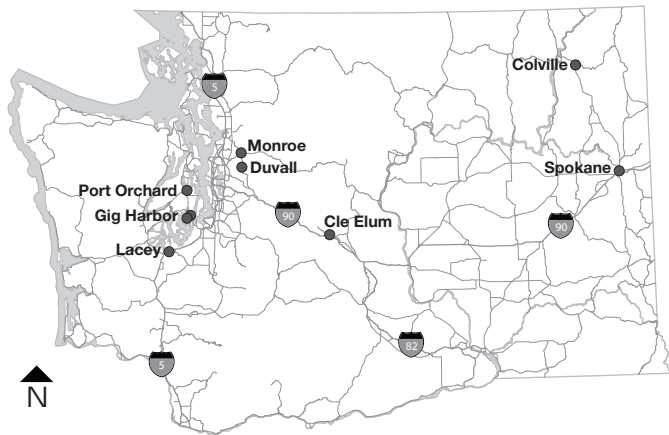 Colville
5
Monroe
Duvall
Spokane
Port Orchard
Gig Harbor
90
90
Cle Elum
Lacey
82
5
N